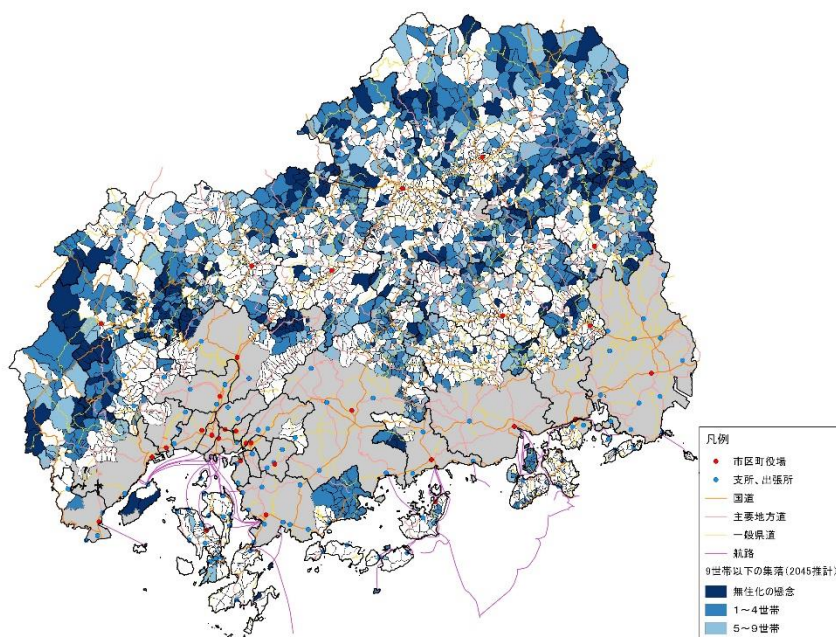 凡例
市区町役場
支所、出張所
国道
主要地方道
一般県道
航路
9世帯以下の集落(2045推計)
無住化の懸念
1～4世帯
5～9世帯